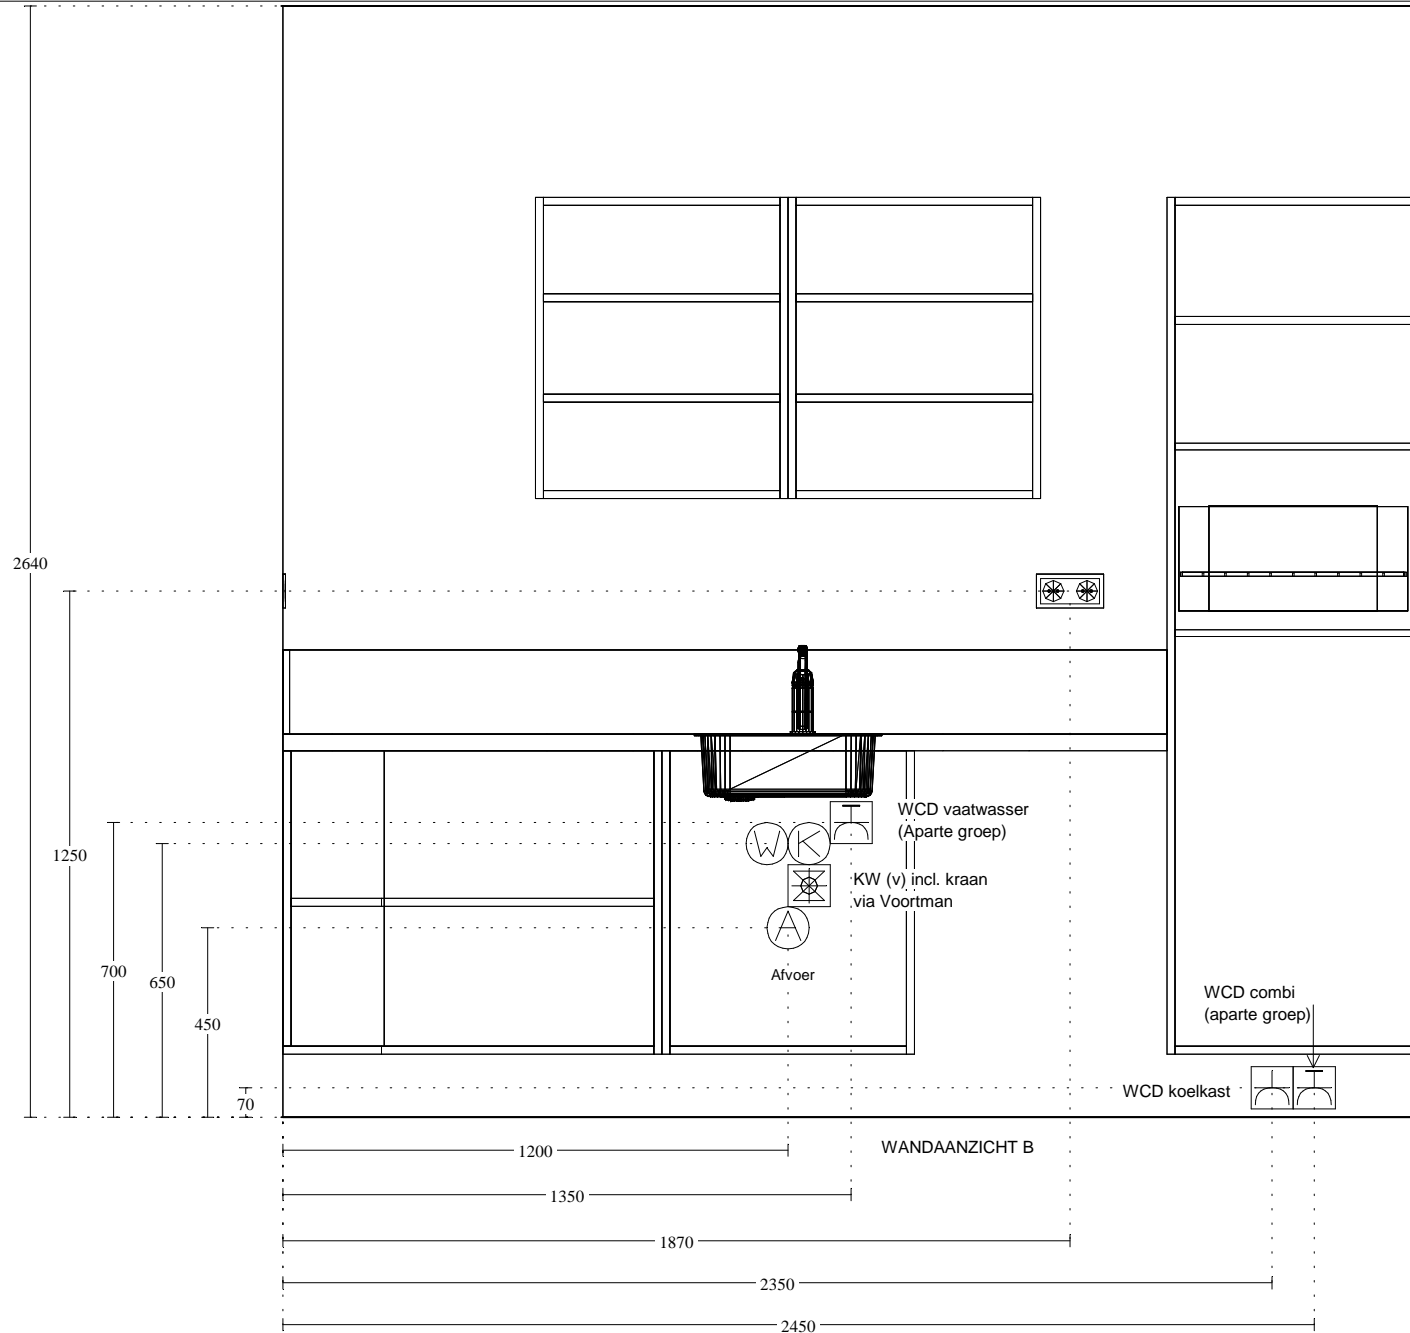 2640
1250
WCD vaatwasser
(Aparte groep)
W K
KW (v) incl. kraan
via Voortman
A
700
650
Afvoer
450
WCD combi
(aparte groep)
70
WCD koelkast
1200
WANDAANZICHT B
1350
1870
2350
2450